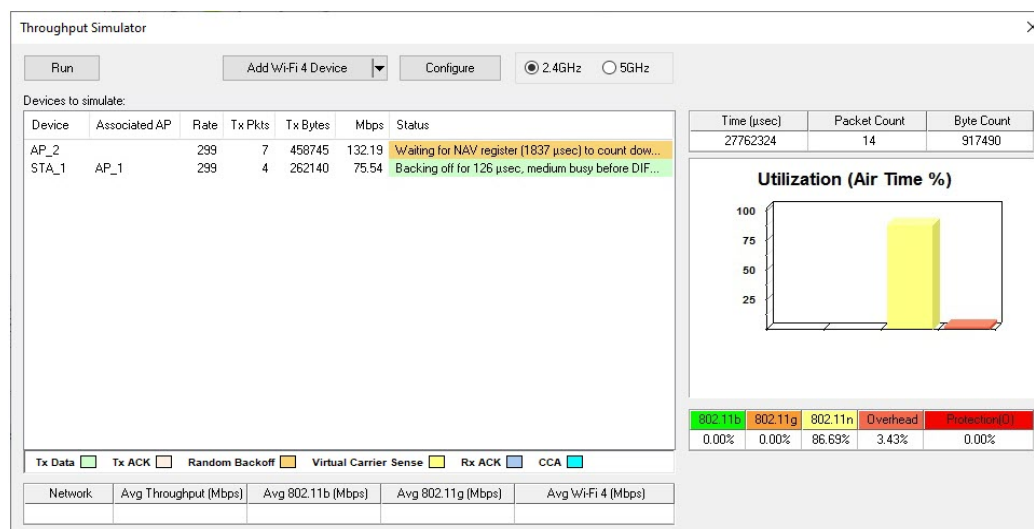 Throughput Simulator
Run Add Wi-Fi 4 Device Configure 2.4GHz 5GHz
Devices to simulate:
Device Associated AP Rate Tx Pkts Tx Bytes Mbps Status
AP_2 299 7 458745 132.19 Waiting for NAV register (1837 µsec) to count dow...
STA_1 AP_1 299 4 262140 75.54 Backing off for 126 µsec, medium busy before DIF...
Tx Data Tx ACK Random Backoff Virtual Carrier Sense Rx ACK CCA
Network Avg Throughput (Mbps) Avg 802.11b (Mbps) Avg 802.11g (Mbps) Avg Wi-Fi 4 (Mbps)
Time (µsec) Packet Count Byte Count
27762324 14 917490
Utilization (Air Time %)
100
75
50
25
802.11b 802.11g 802.11n Overhead Protection(O)
0.00% 0.00% 86.69% 3.43% 0.00%